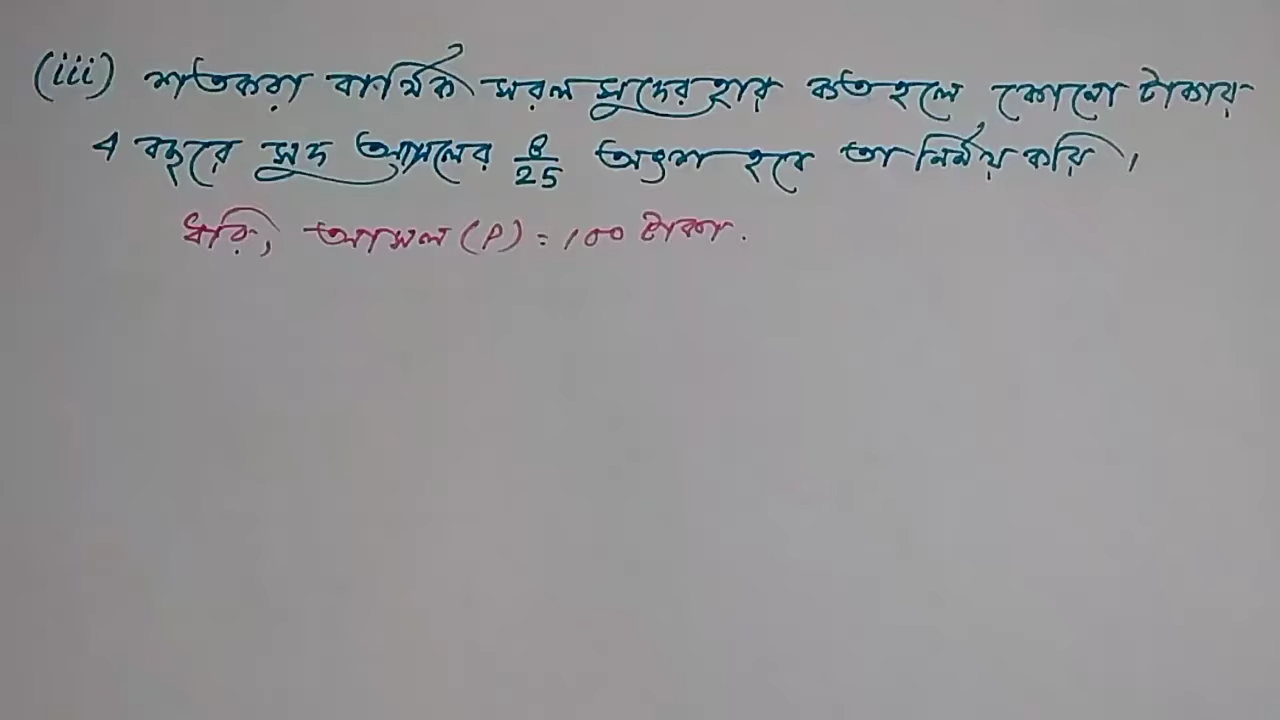 (iii) শতকরা বার্ষিক সরল সুদের হার কত হলে কোনো টাকার
4 বছরে সুদ আসলের 8/25 অংশ হবে তা নির্ণয় করি।
ধরি, আসল (P) = 100 টাকা.